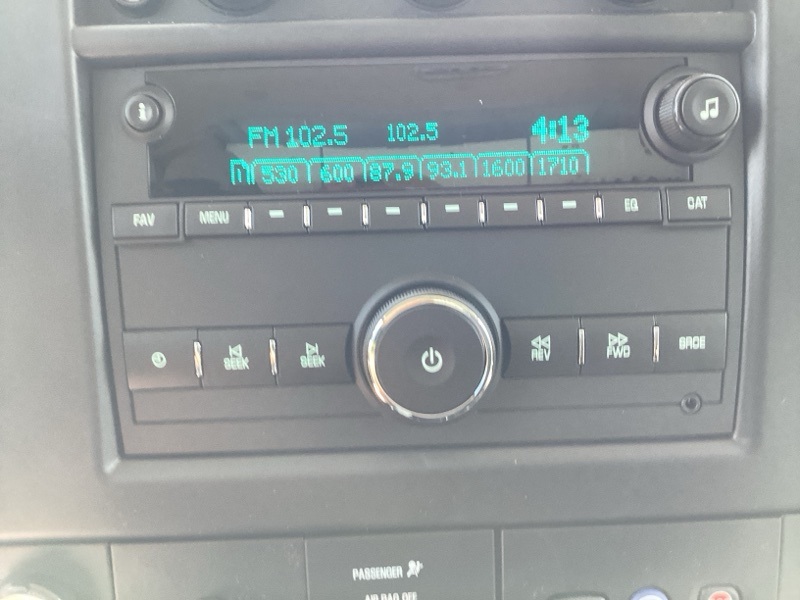 FM 102.5 102.5 4:13
1 530 600 87.9 93.1 1600 1710
FAV MENU EQ CAT
SEEK SEEK REV FWD SRCE
PASSENGER
AIR BAG OFF